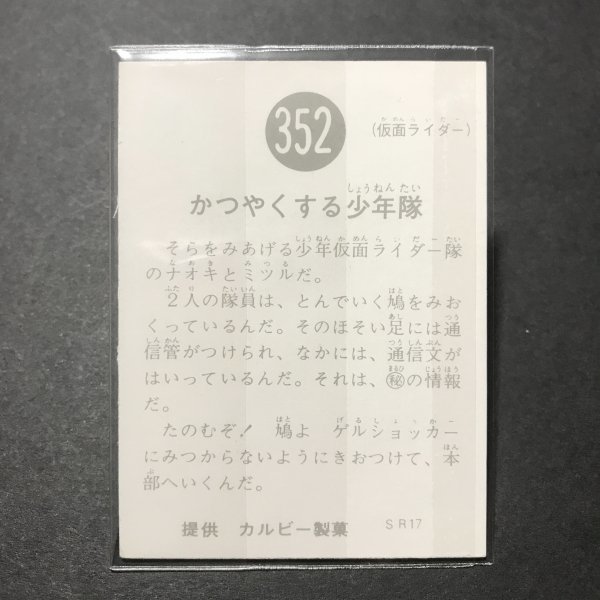 352
(仮面ライダー)
かつやくする少年隊
そらをみあげる少年仮面ライダー隊
のナオキとミツルだ。
2人の隊員は、とんでいく鳩をみお
くっているんだ。そのほそい足には通
信管がつけられ、なかには、通信文が
はいっているんだ。それは、㊙の情報
だ。
たのむぞ！ 鳩よ ゲルショッカー
にみつからないようにきおつけて、本
部へいくんだ。
提供 カルビー製菓 SR17